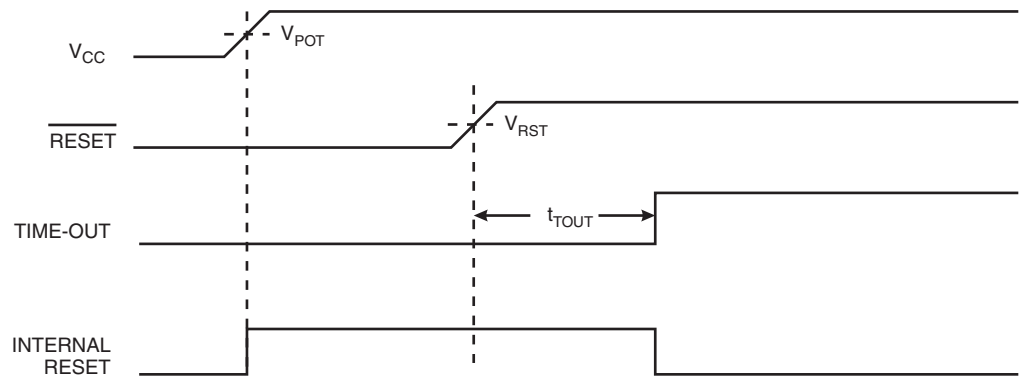 V_CC
V_POT
RESET
V_RST
TIME-OUT
t_TOUT
INTERNAL
RESET